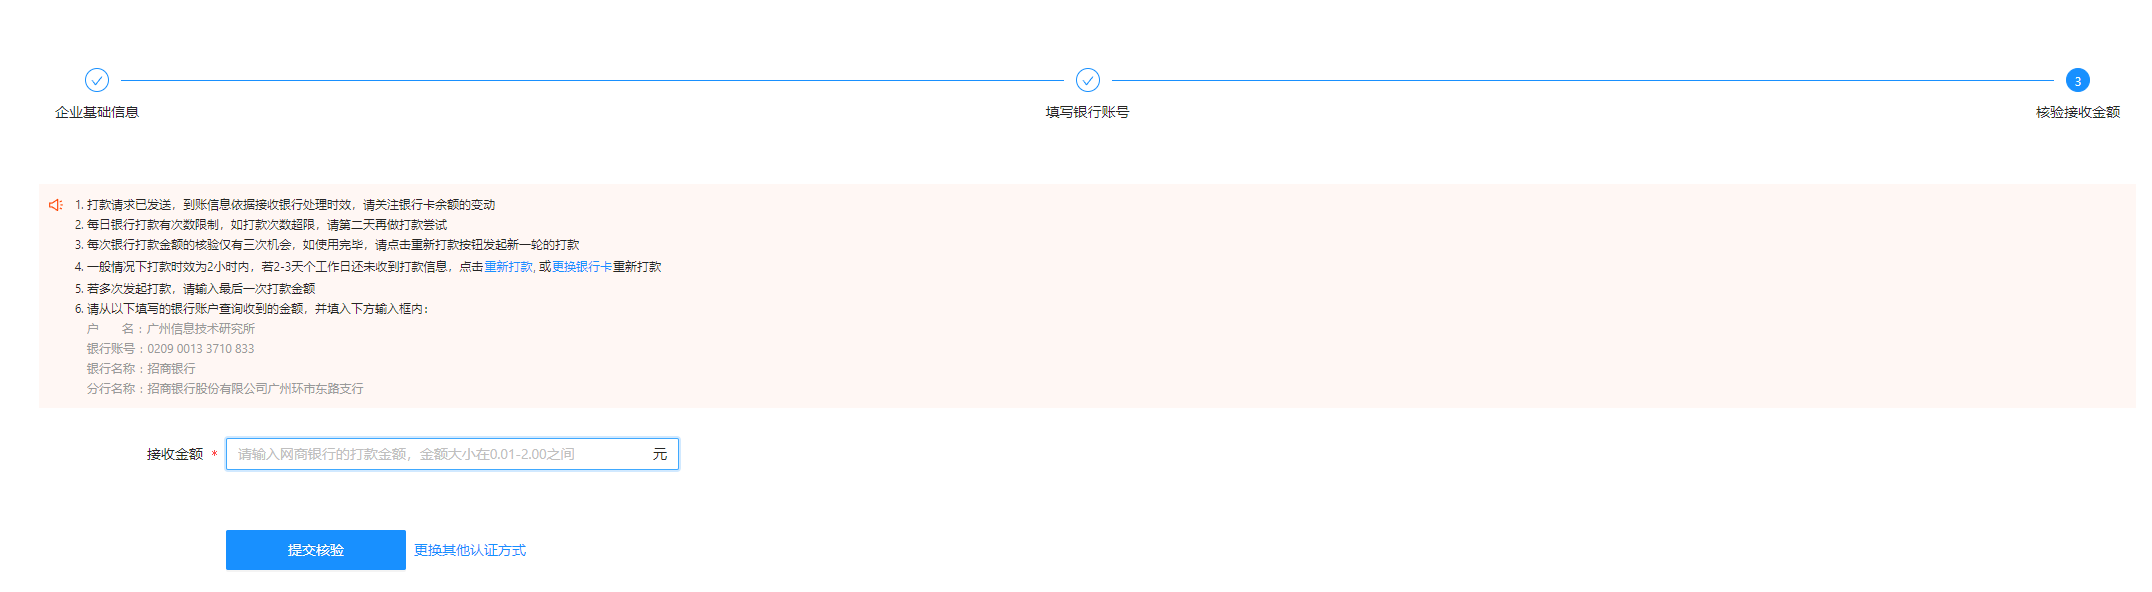 3
企业基础信息
填写银行账号
核验接收金额
1. 打款请求已发送，到账信息依据接收银行处理时效，请关注银行卡余额的变动
2. 每日银行打款有次数限制，如打款次数超限，请第二天再做打款尝试
3. 每次银行打款金额的核验仅有三次机会，如使用完毕，请点击重新打款按钮发起新一轮的打款
4. 一般情况下打款时效为2小时内，若2-3天个工作日还未收到打款信息，点击重新打款, 或更换银行卡重新打款
5. 若多次发起打款，请输入最后一次打款金额
6. 请从以下填写的银行账户查询收到的金额，并填入下方输入框内：
户 名：广州信息技术研究所
银行账号：0209 0013 3710 833
银行名称：招商银行
分行名称：招商银行股份有限公司广州环市东路支行
接收金额 * 请输入网商银行的打款金额，金额大小在0.01-2.00之间 元
提交核验 更换其他认证方式